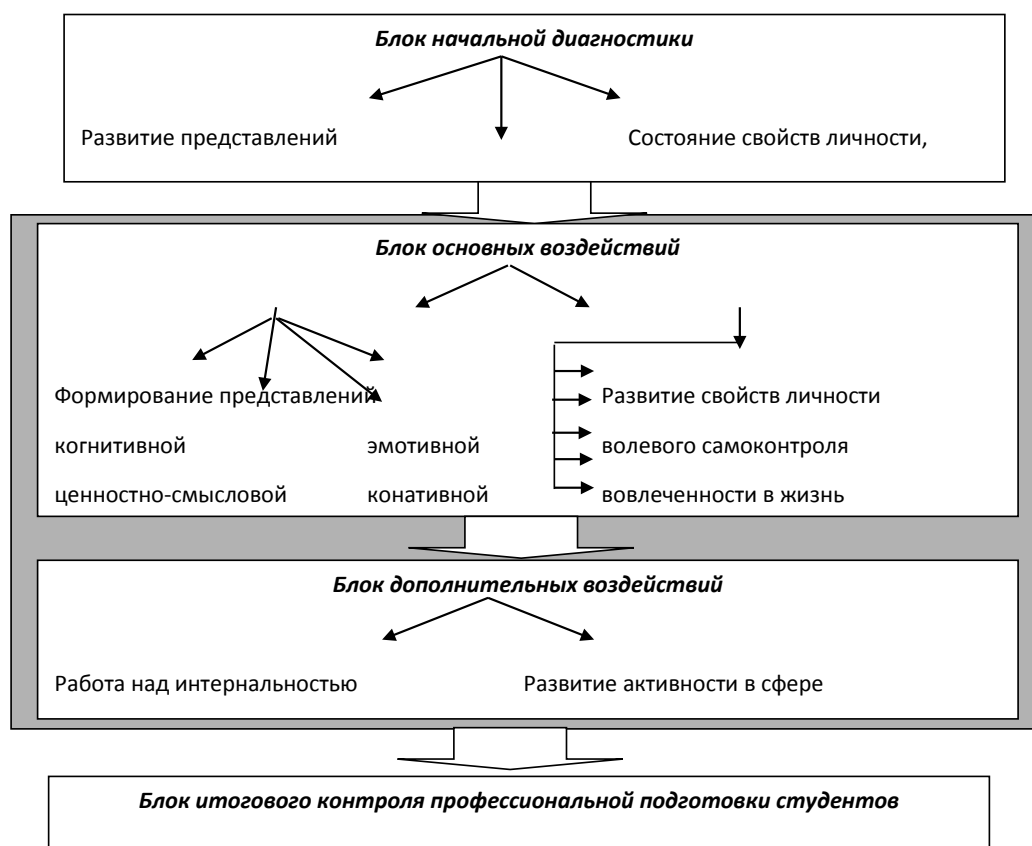 Блок начальной диагностики
Развитие представлений Состояние свойств личности,
Блок основных воздействий
Формирование представлений Развитие свойств личности
когнитивной эмотивной волевого самоконтроля
ценностно-смысловой конативной вовлеченности в жизнь
Блок дополнительных воздействий
Работа над интернальностью Развитие активности в сфере
Блок итогового контроля профессиональной подготовки студентов